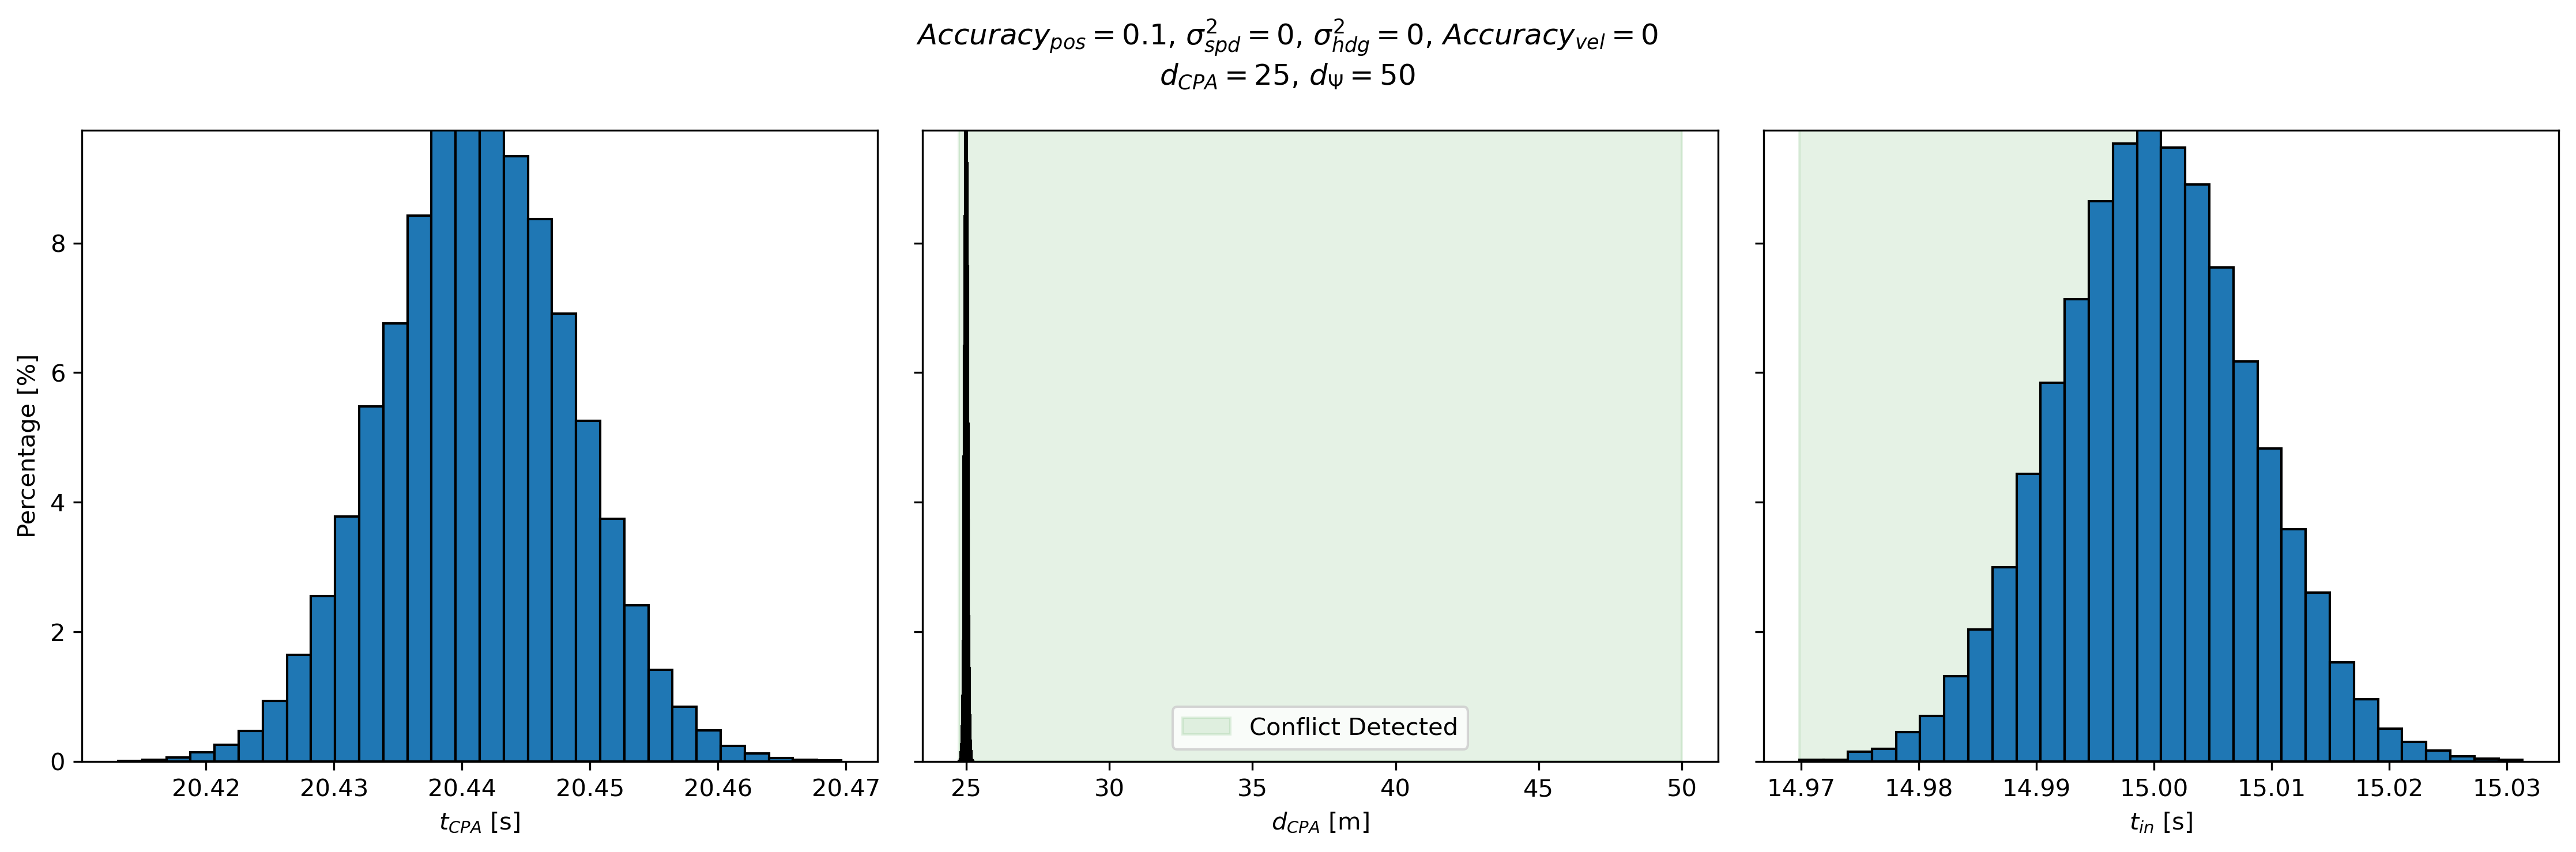 Accuracy_pos = 0.1, σ²_spd = 0, σ²_hdg = 0, Accuracy_vel = 0
d_CPA = 25, d_Ψ = 50
Percentage [%]
8
6
4
2
0
20.42 20.43 20.44 20.45 20.46 20.47
t_CPA [s]
Conflict Detected
25 30 35 40 45 50
d_CPA [m]
14.97 14.98 14.99 15.00 15.01 15.02 15.03
t_in [s]